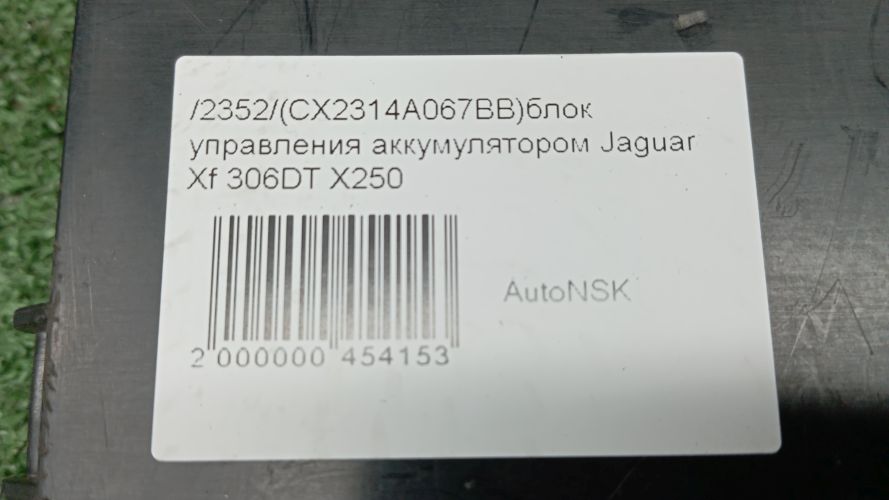 /2352/(CX2314A067BB)блок
управления аккумулятором Jaguar
Xf 306DT X250
AutoNSK
2 000000 454153